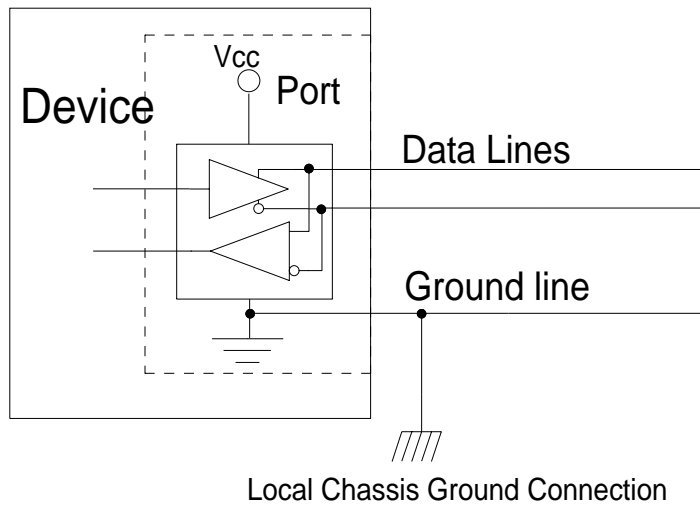 Vcc
Port
Device
Data Lines
Ground line
Local Chassis Ground Connection